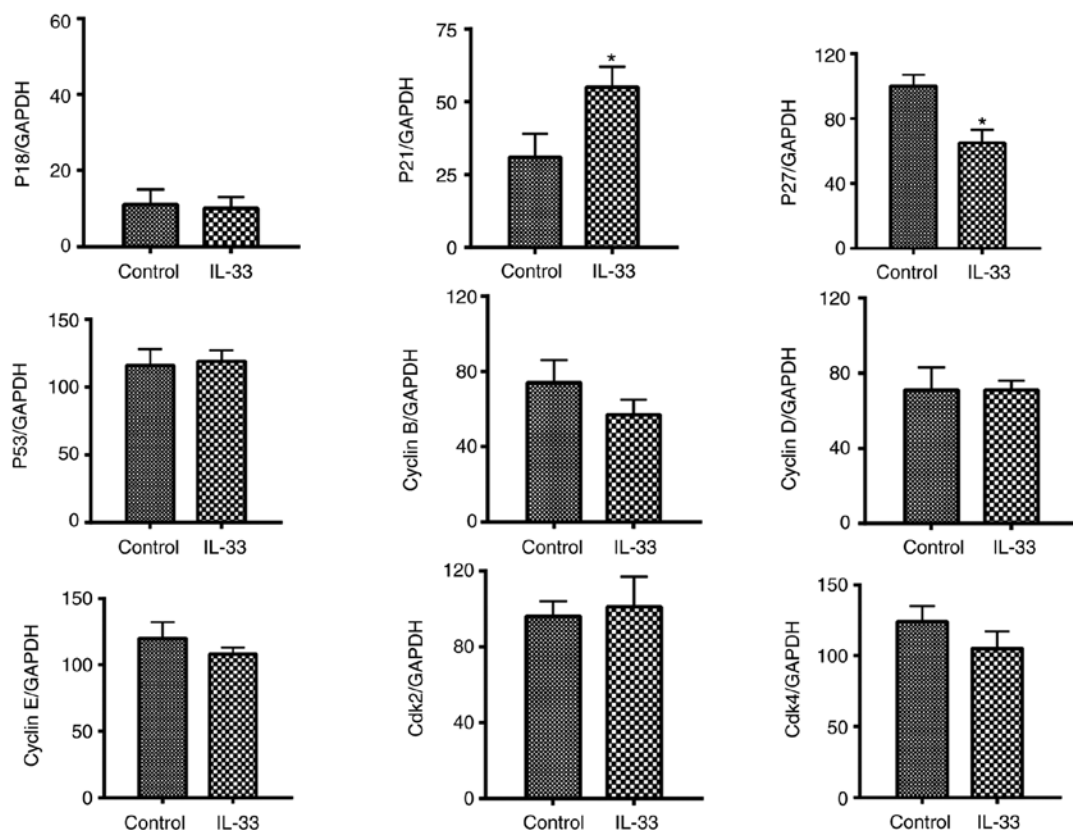 P18/GAPDH
60
40
20
0
Control IL-33
P21/GAPDH
75
50
25
0
*
Control IL-33
P27/GAPDH
120
80
40
0
*
Control IL-33
P53/GAPDH
150
100
50
0
Control IL-33
Cyclin B/GAPDH
120
80
40
0
Control IL-33
Cyclin D/GAPDH
120
80
40
0
Control IL-33
Cyclin E/GAPDH
150
100
50
0
Control IL-33
Cdk2/GAPDH
120
80
40
0
Control IL-33
Cdk4/GAPDH
150
100
50
0
Control IL-33